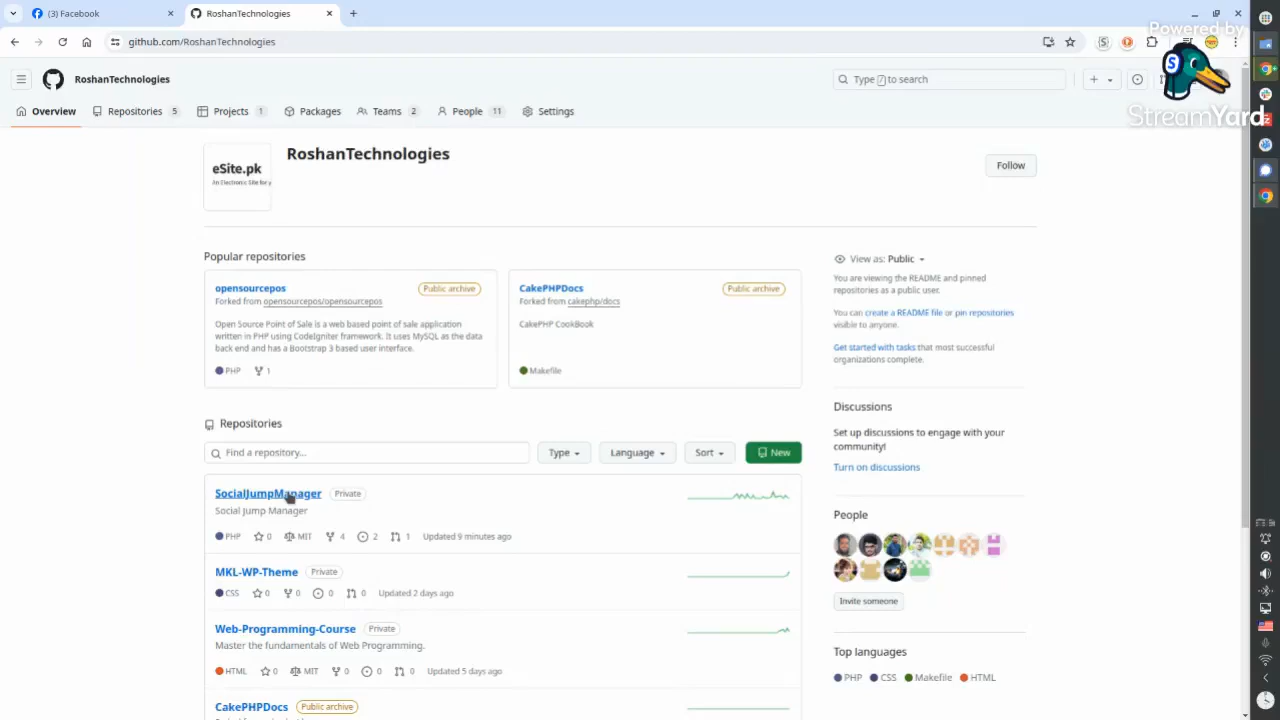 (3) Facebook
RoshanTechnologies
github.com/RoshanTechnologies
Powered by
StreamYard
RoshanTechnologies
Type / to search
Overview
Repositories 5
Projects 1
Packages
Teams 2
People 11
Settings
eSite.pk
RoshanTechnologies
Follow
Popular repositories
opensourcepos
Public archive
Forked from opensourcepos/opensourcepos
Open Source Point of Sale is a web based point of sale application
written in PHP using CodeIgniter framework. It uses MySQL as the data
back end and has a Bootstrap 3 based user interface.
PHP 1
CakePHPDocs
Public archive
Forked from cakephp/docs
CakePHP CookBook
Makefile
View as: Public
You are viewing the README and pinned
repositories as a public user.
You can create a README file or pin repositories
visible to anyone.
Get started with tasks that most successful
organizations complete.
Repositories
Find a repository...
Type
Language
Sort
New
SocialJumpManager Private
Social Jump Manager
PHP 0 MIT 4 2 1 Updated 9 minutes ago
MKL-WP-Theme Private
CSS 0 0 0 0 Updated 2 days ago
Web-Programming-Course Private
Master the fundamentals of Web Programming.
HTML 0 MIT 0 0 0 Updated 5 days ago
CakePHPDocs Public archive
Discussions
Set up discussions to engage with your
community!
Turn on discussions
People
Invite someone
Top languages
PHP CSS Makefile HTML